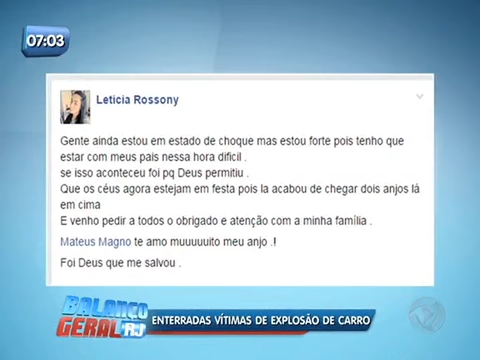 07:03
Leticia Rossony
Gente ainda estou em estado de choque mas estou forte pois tenho que
estar com meus pais nessa hora dificil .
se isso aconteceu foi pq Deus permitiu .
Que os céus agora estejam em festa pois la acabou de chegar dois anjos lá
em cima
E venho pedir a todos o obrigado e atenção com a minha família .
Mateus Magno te amo muuuuuito meu anjo .!
Foi Deus que me salvou .
BALANÇO
GERAL RJ
ENTERRADAS VÍTIMAS DE EXPLOSÃO DE CARRO